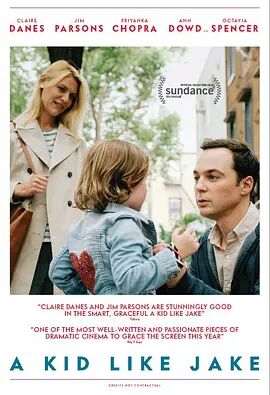 CLAIRE JIM PRIYANKA ANN OCTAVIA
DANES PARSONS CHOPRA DOWD AND SPENCER
sundance
"CLAIRE DANES AND JIM PARSONS ARE STUNNINGLY GOOD
IN THE SMART, GRACEFUL A KID LIKE JAKE"
"ONE OF THE MOST WELL-WRITTEN AND PASSIONATE PIECES OF
DRAMATIC CINEMA TO GRACE THE SCREEN THIS YEAR"
A KID LIKE JAKE
CREDITS NOT CONTRACTUAL